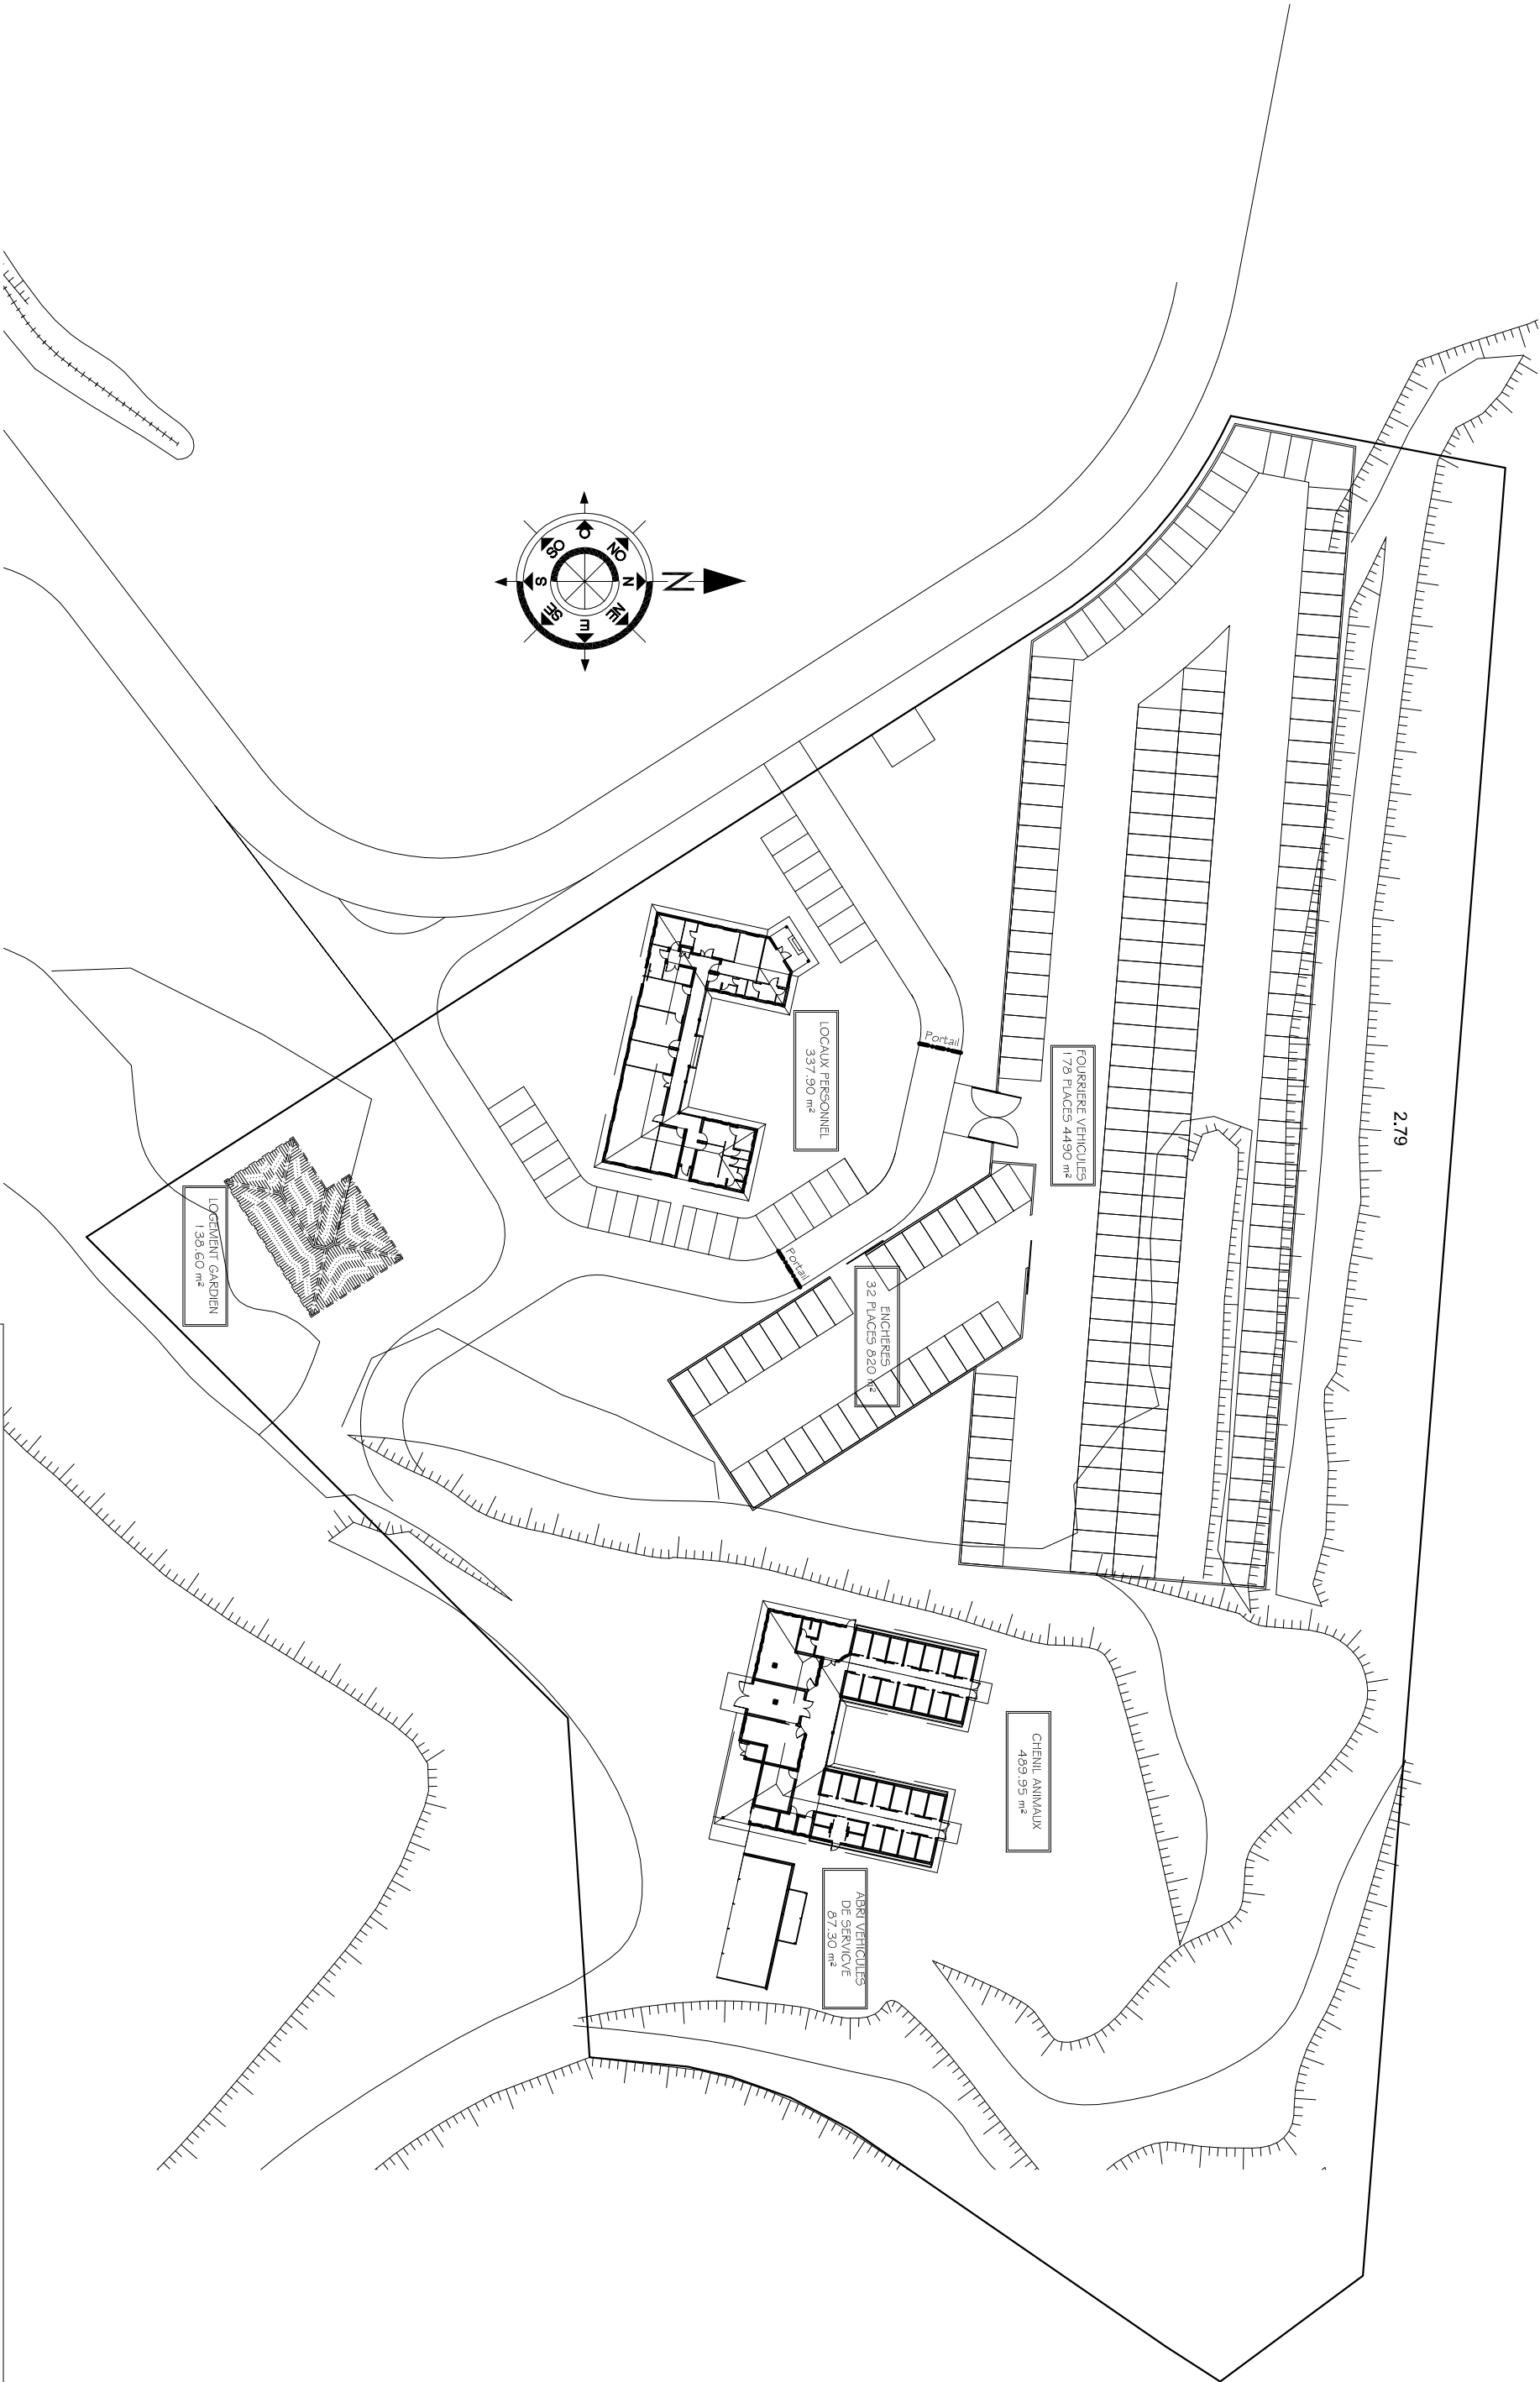 2.79
FOURRIERE VEHICULES
178 PLACES 4490 m²
Portail
LOCAUX PERSONNEL
337.90 m²
N
O
NO
N
NE
E
SE
S
SO
Portail
ENCHERES
32 PLACES 820 m²
LOGEMENT GARDIEN
138.60 m²
CHENIL ANIMAUX
489.95 m²
ABRI VEHICULES
DE SERVICVE
87.30 m²